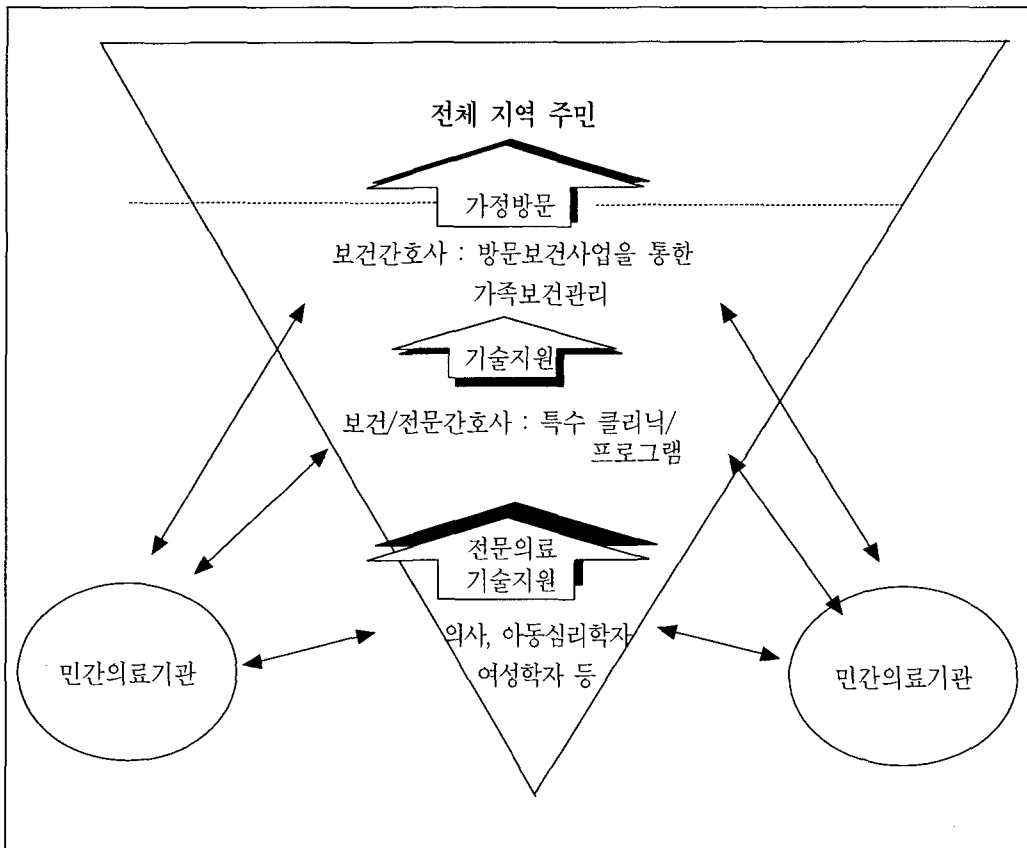 전체 지역 주민
가정방문
보건간호사 : 방문보건사업을 통한
가족보건관리
기술지원
보건/전문간호사 : 특수 클리닉/
프로그램
전문의료
기술지원
의사, 아동심리학자
여성학자 등
민간의료기관
민간의료기관